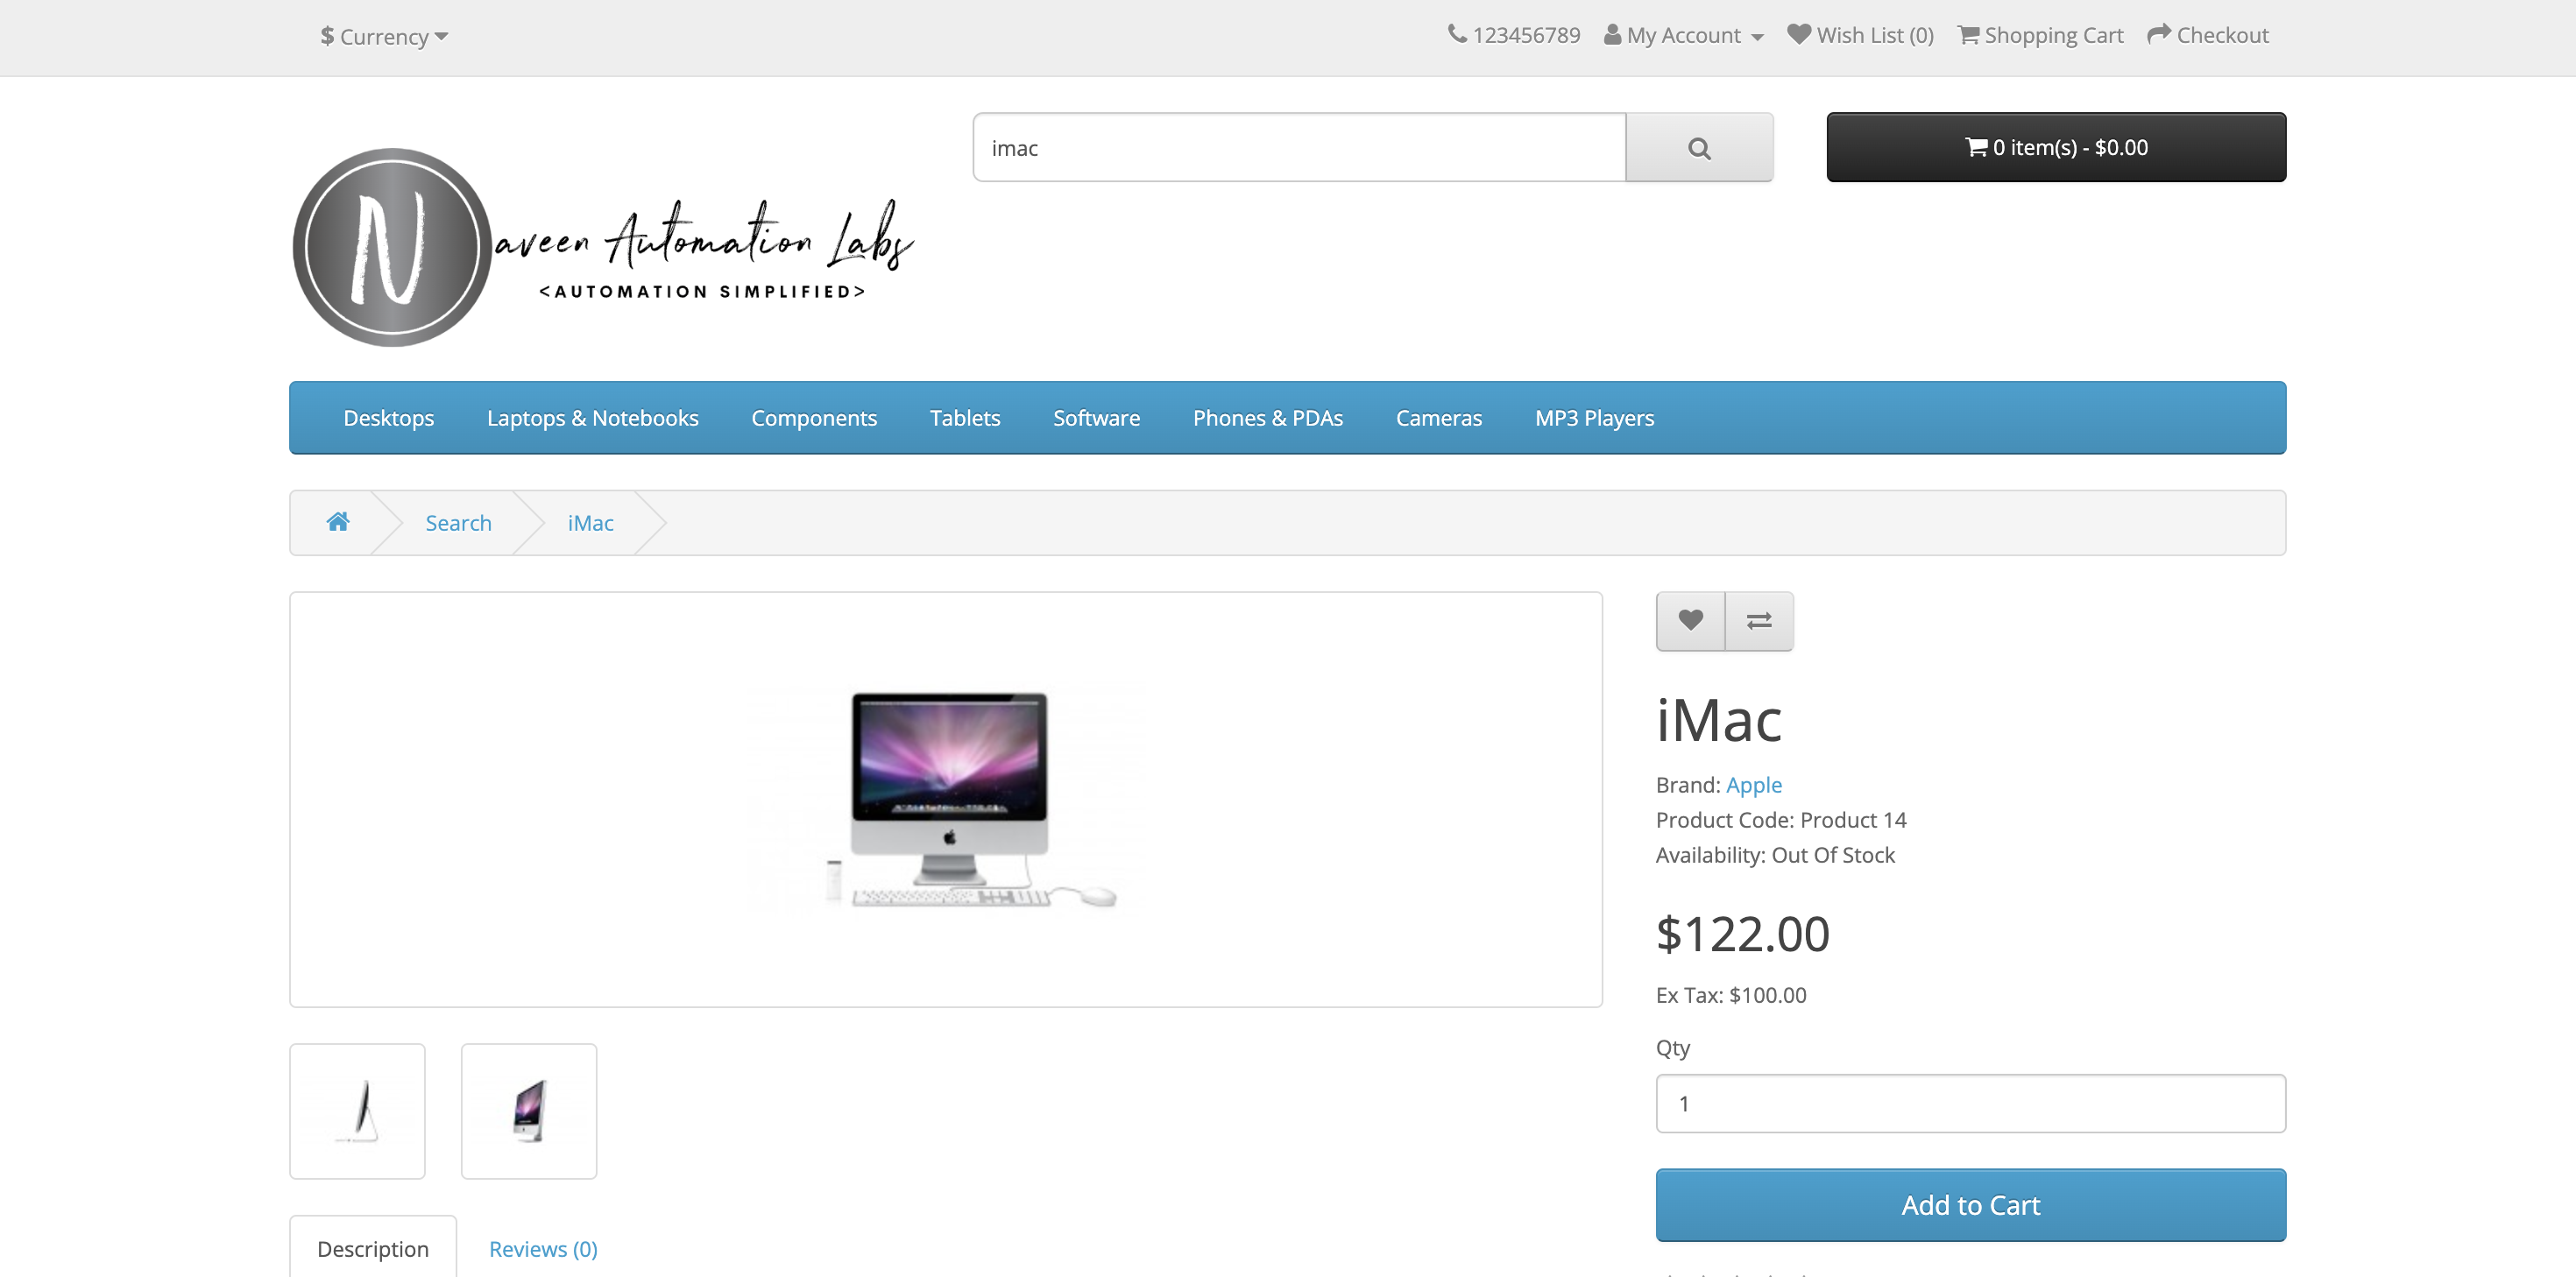 $ Currency
123456789 My Account Wish List (0) Shopping Cart Checkout
imac
0 item(s) - $0.00
Naveen Automation Labs
<AUTOMATION SIMPLIFIED>
Desktops Laptops & Notebooks Components Tablets Software Phones & PDAs Cameras MP3 Players
Search iMac
iMac
Brand: Apple
Product Code: Product 14
Availability: Out Of Stock
$122.00
Ex Tax: $100.00
Qty
1
Add to Cart
Description Reviews (0)